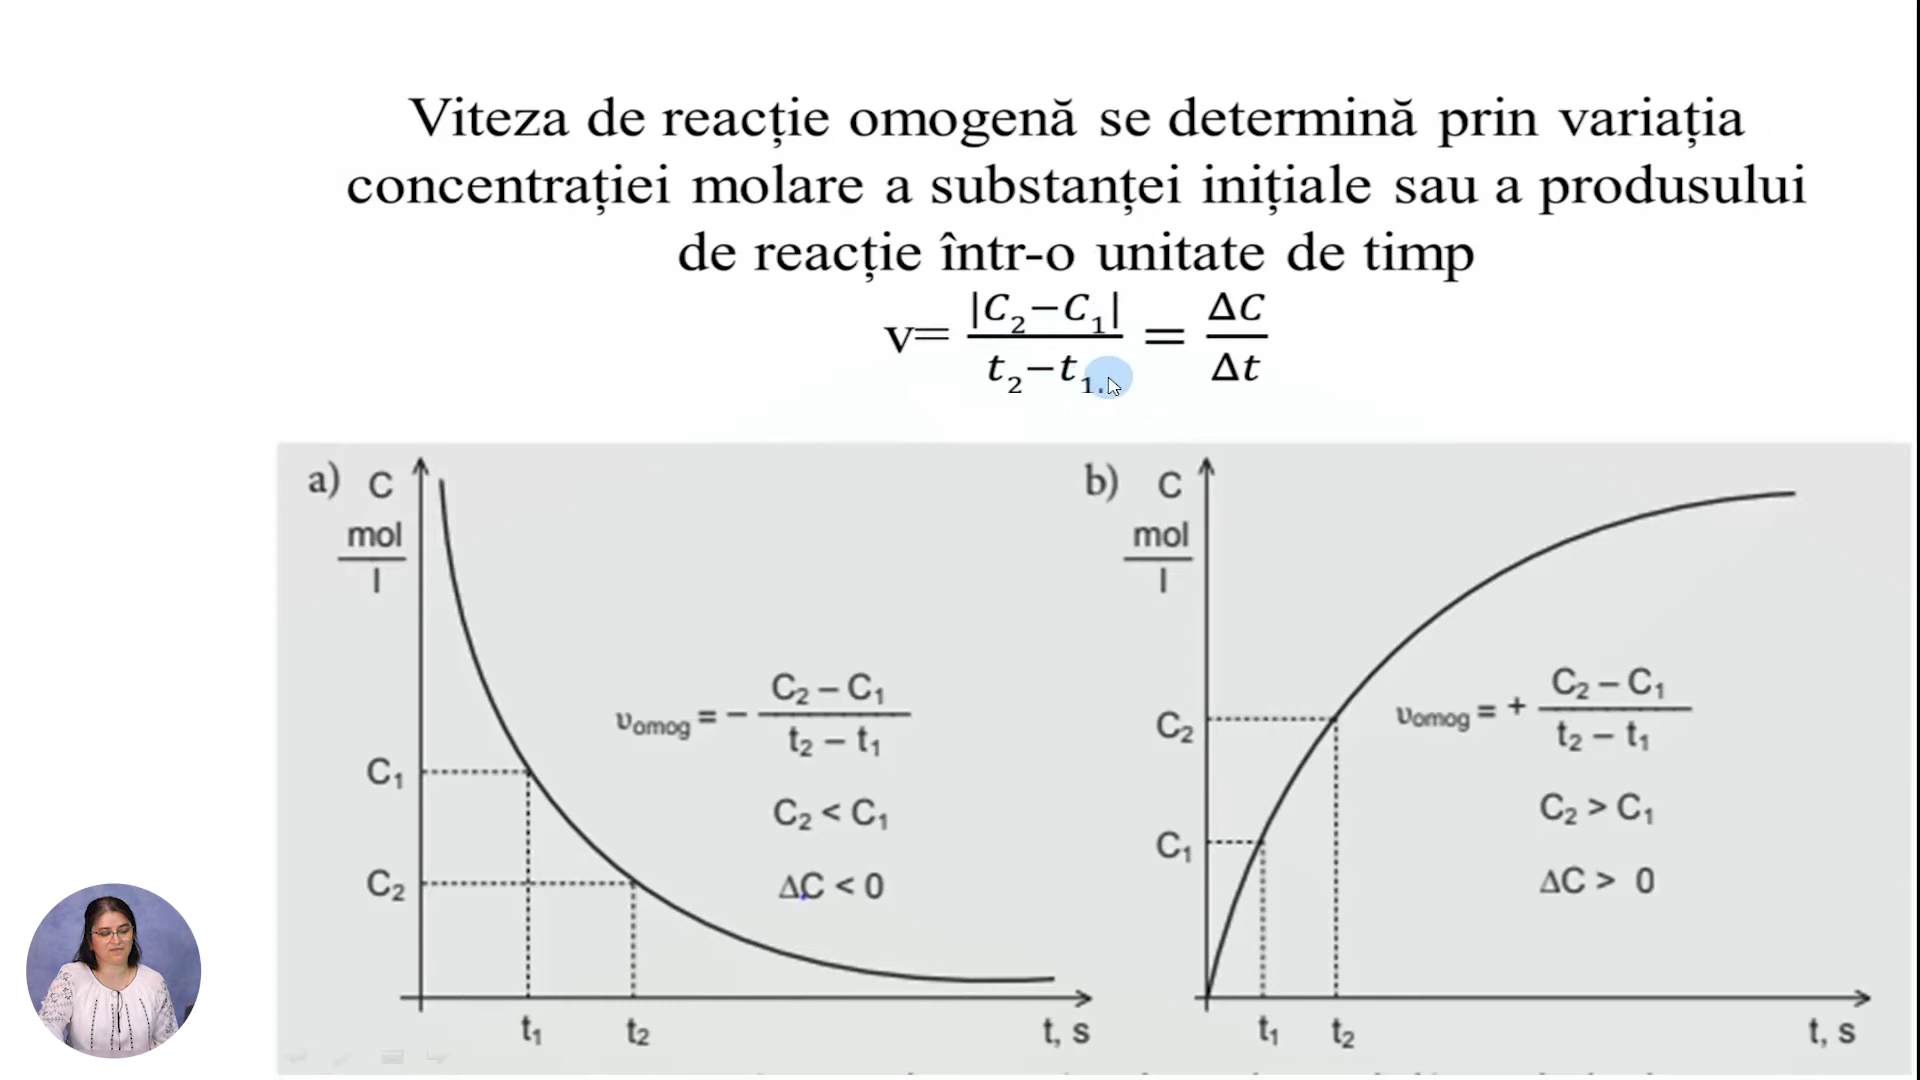 Viteza de reacție omogenă se determină prin variația
concentrației molare a substanței inițiale sau a produsului
de reacție într-o unitate de timp
v= |C₂−C₁| / t₂−t₁. = ΔC / Δt
a) C mol/l
υomog = − C₂ − C₁ / t₂ − t₁
C₂ < C₁
ΔC < 0
C₁
C₂
t₁ t₂ t, s
b) C mol/l
υomog = + C₂ − C₁ / t₂ − t₁
C₂ > C₁
ΔC > 0
C₂
C₁
t₁ t₂ t, s